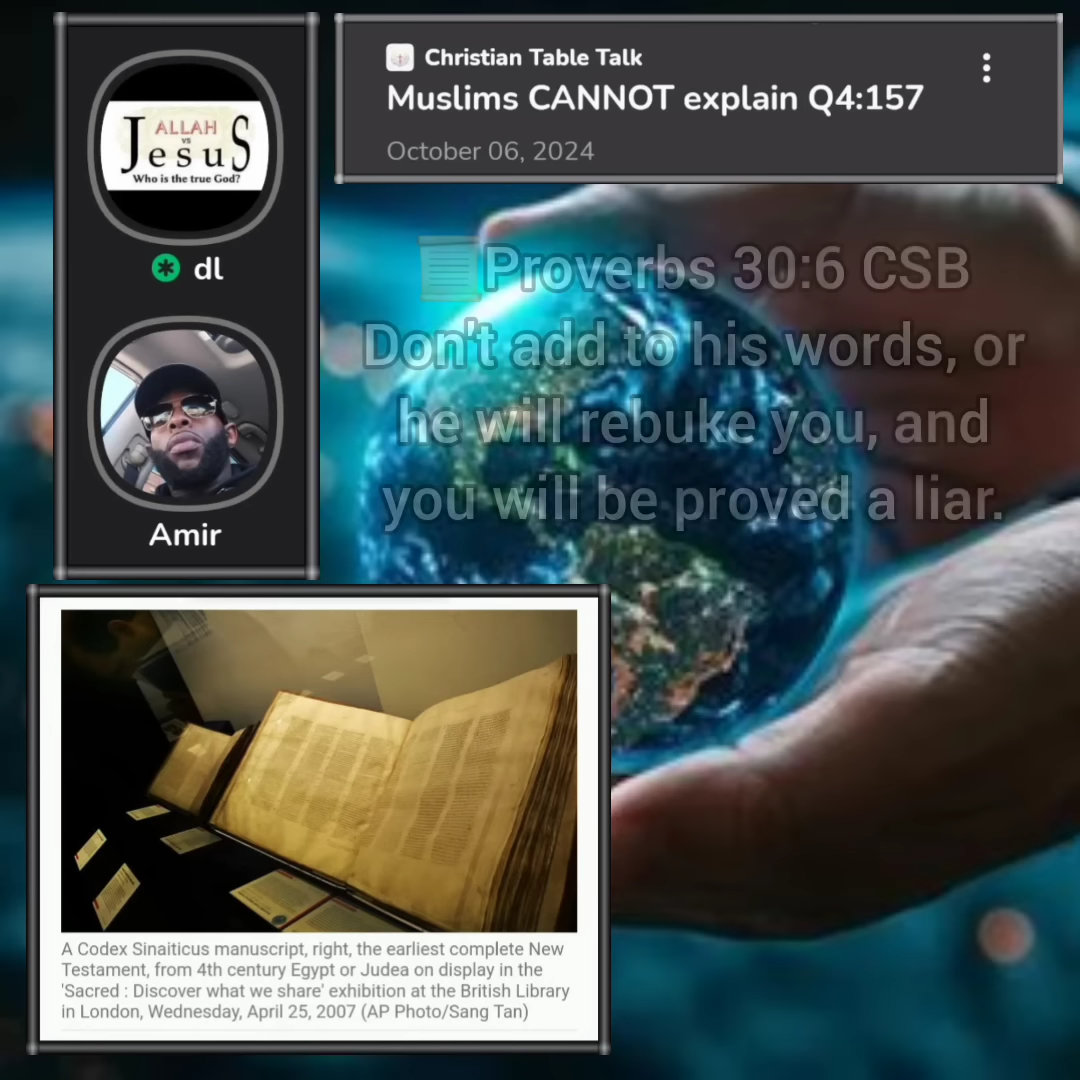 ALLAH
vs
Jesus
Who is the true God?
dl
Amir
Christian Table Talk
Muslims CANNOT explain Q4:157
October 06, 2024
Proverbs 30:6 CSB
Don't add to his words, or
he will rebuke you, and
you will be proved a liar.
A Codex Sinaiticus manuscript, right, the earliest complete New
Testament, from 4th century Egypt or Judea on display in the
'Sacred : Discover what we share' exhibition at the British Library
in London, Wednesday, April 25, 2007 (AP Photo/Sang Tan)